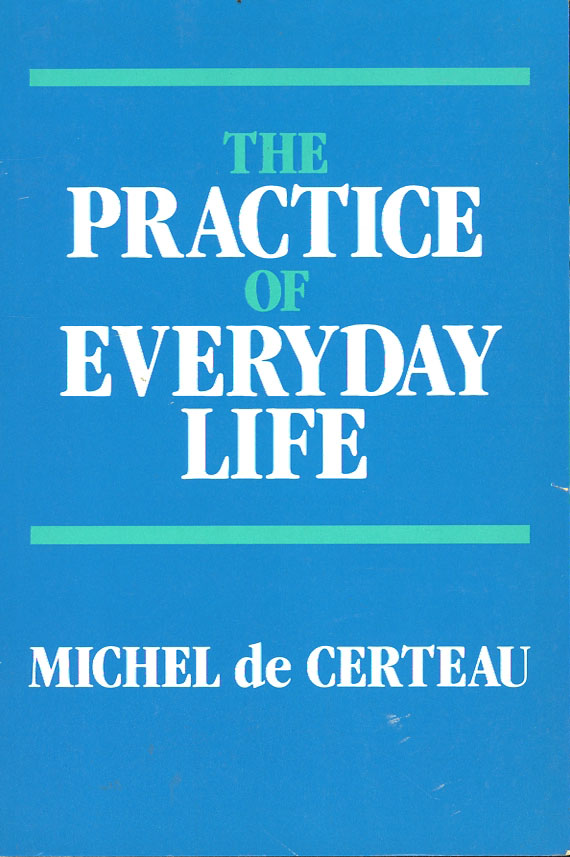 THE
PRACTICE
OF
EVERYDAY
LIFE
MICHEL de CERTEAU